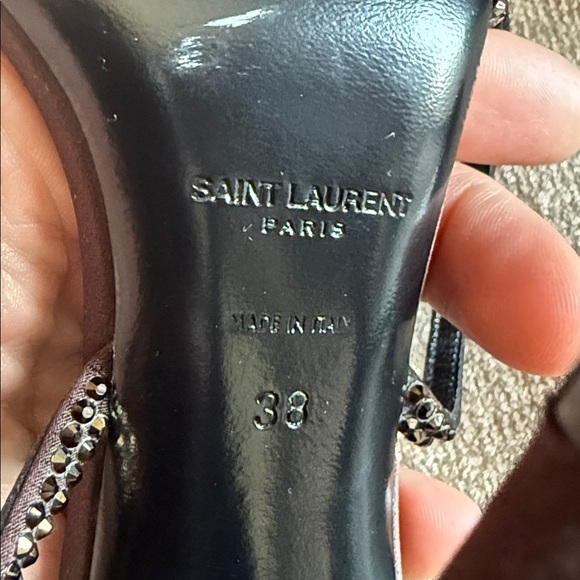 SAINT LAURENT
PARIS
MADE IN ITALY
38